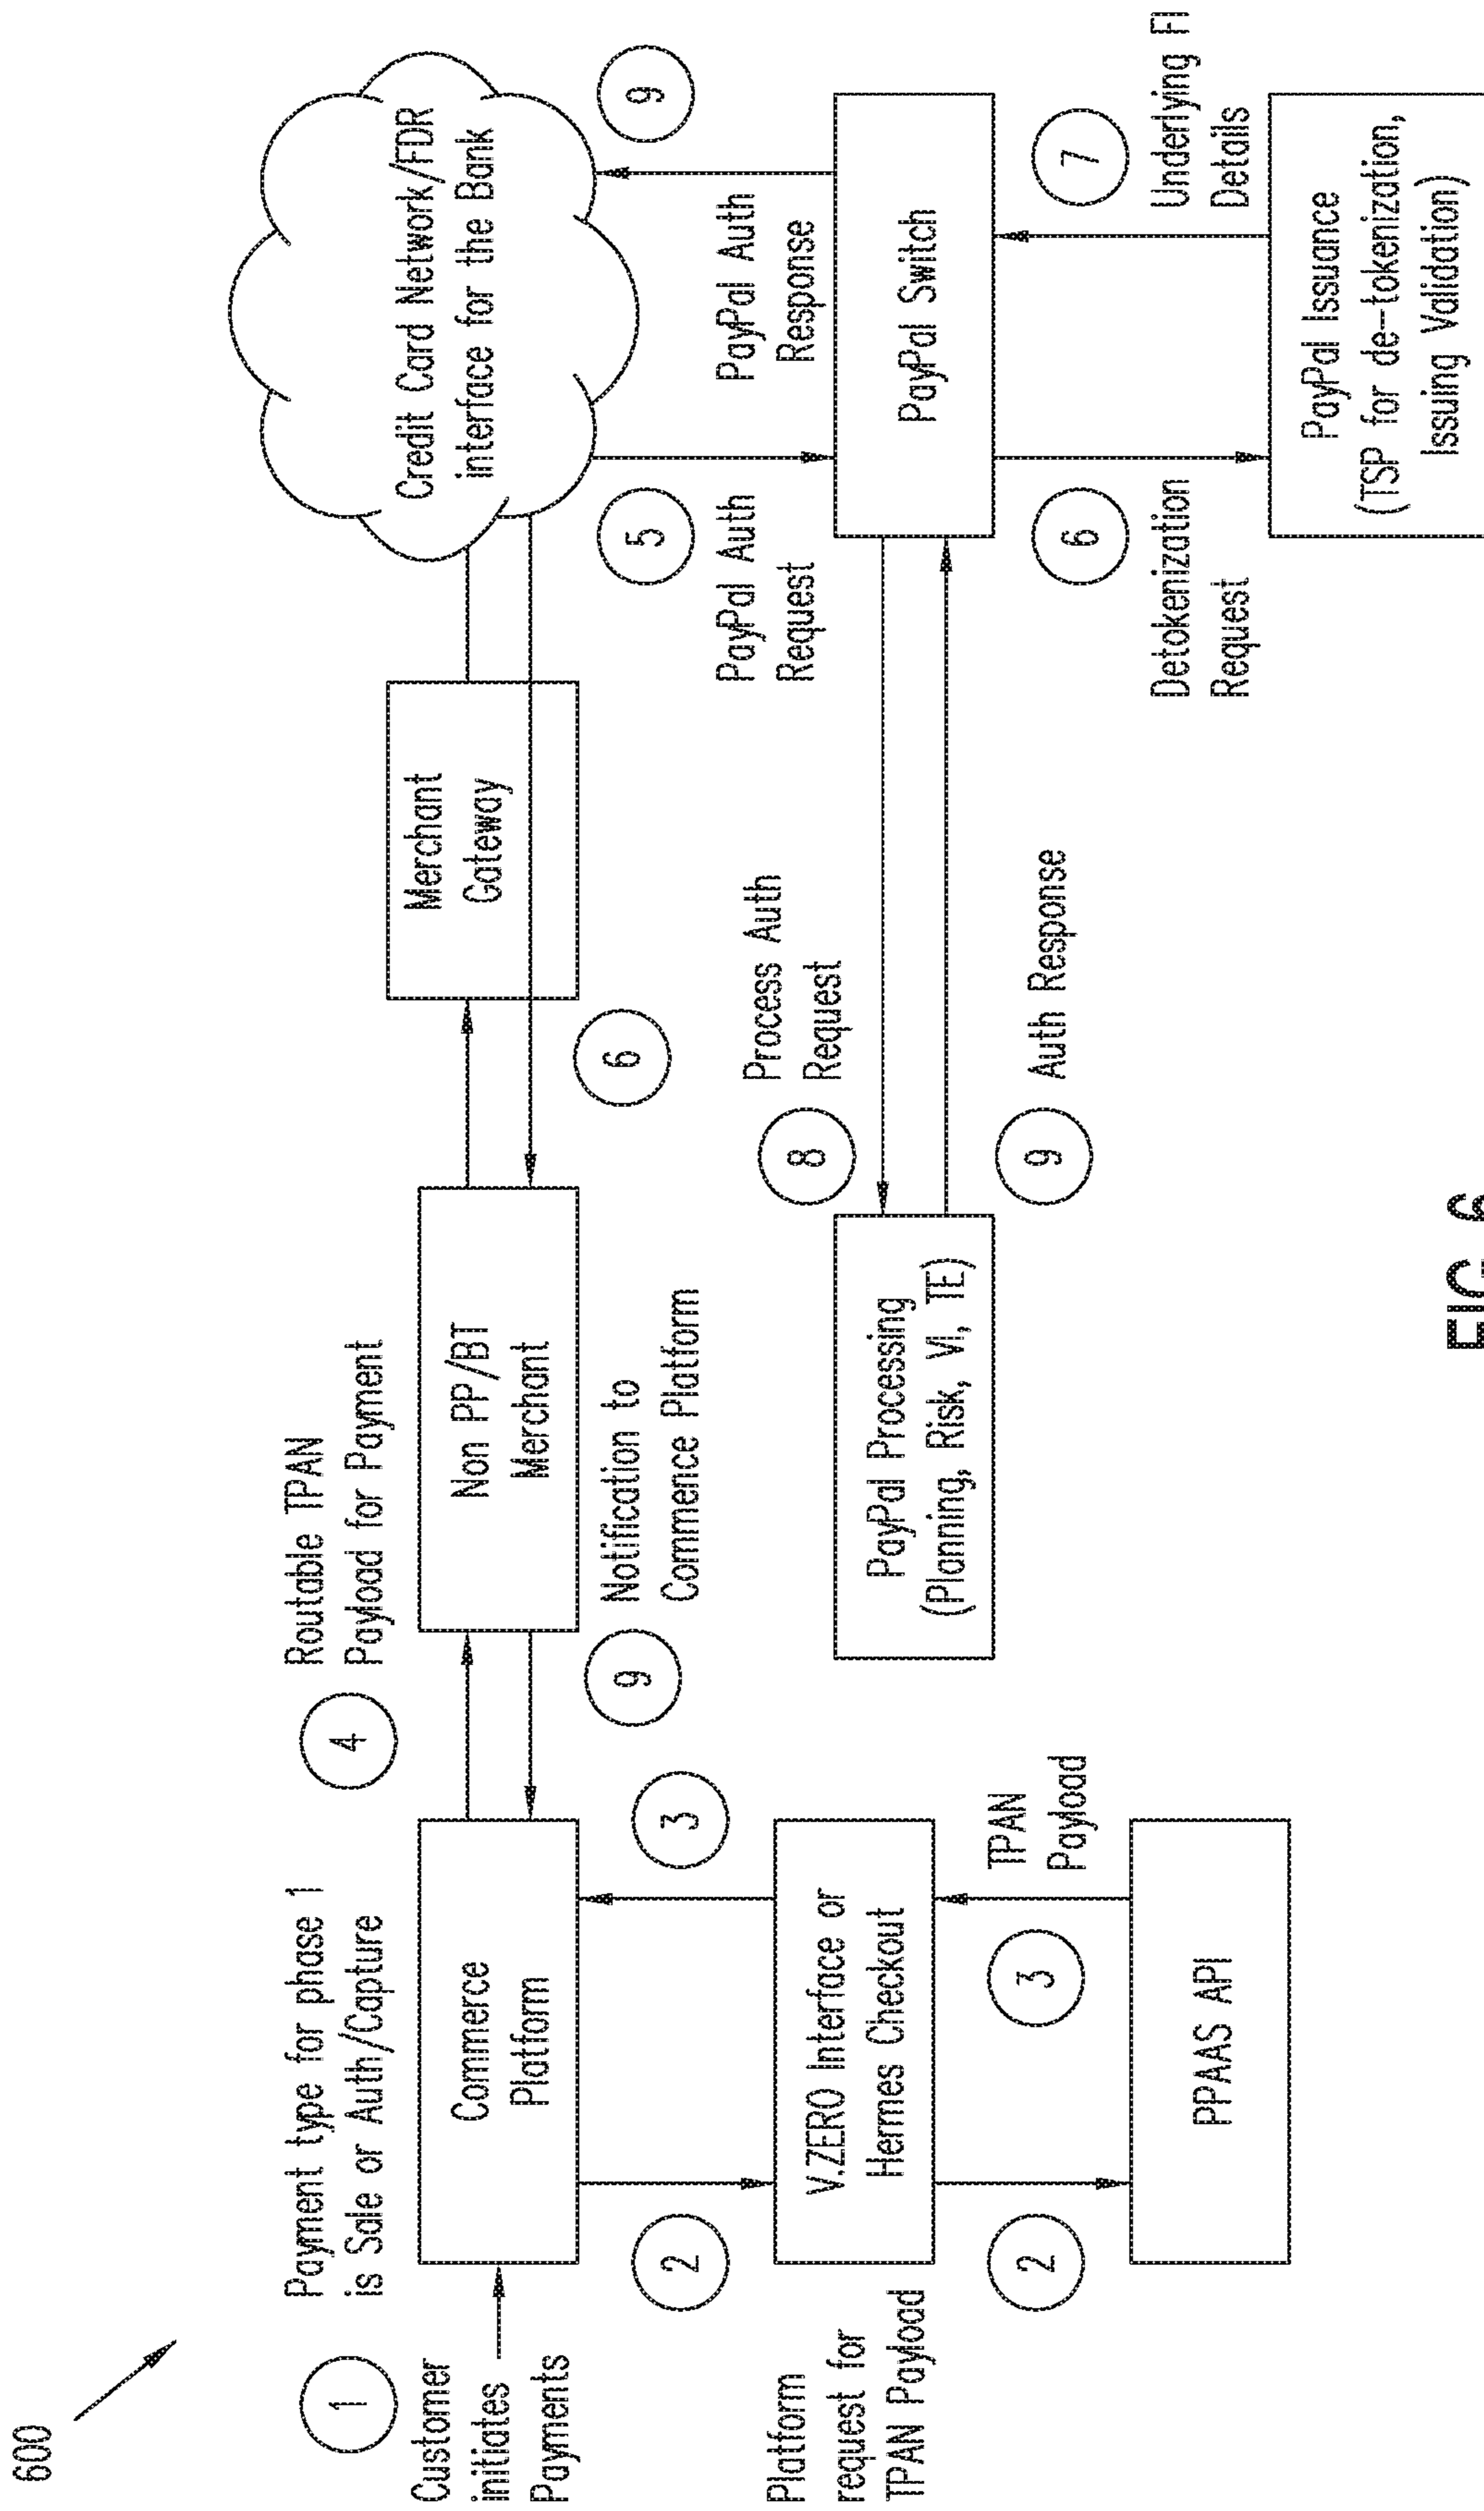 600
1
Payment type for phase 1
is Sale or Auth/Capture
Customer
initiates
Payments
Commerce
Platform
2
3
Platform
request for
TPAN Payload
V.ZERO Interface or
Hermes Checkout
2
3
TPAN
Payload
PPAAS API
4
Routable TPAN
Payload for Payment
Non PP/BT
Merchant
9
Notification to
Commence Platform
Merchant
Gateway
6
Credit Card Network/FDR
interface for the Bank
5
PayPal Auth
Request
PayPal Auth
Response
9
PayPal Switch
Process Auth
Request
8
9
Auth Response
PayPal Processing
(Planning, Risk, VI, TE)
6
Detokenization
Request
7
Underlying FI
Details
PayPal Issuance
(TSP for de-tokenization,
Issuing Validation)
FIG. 6